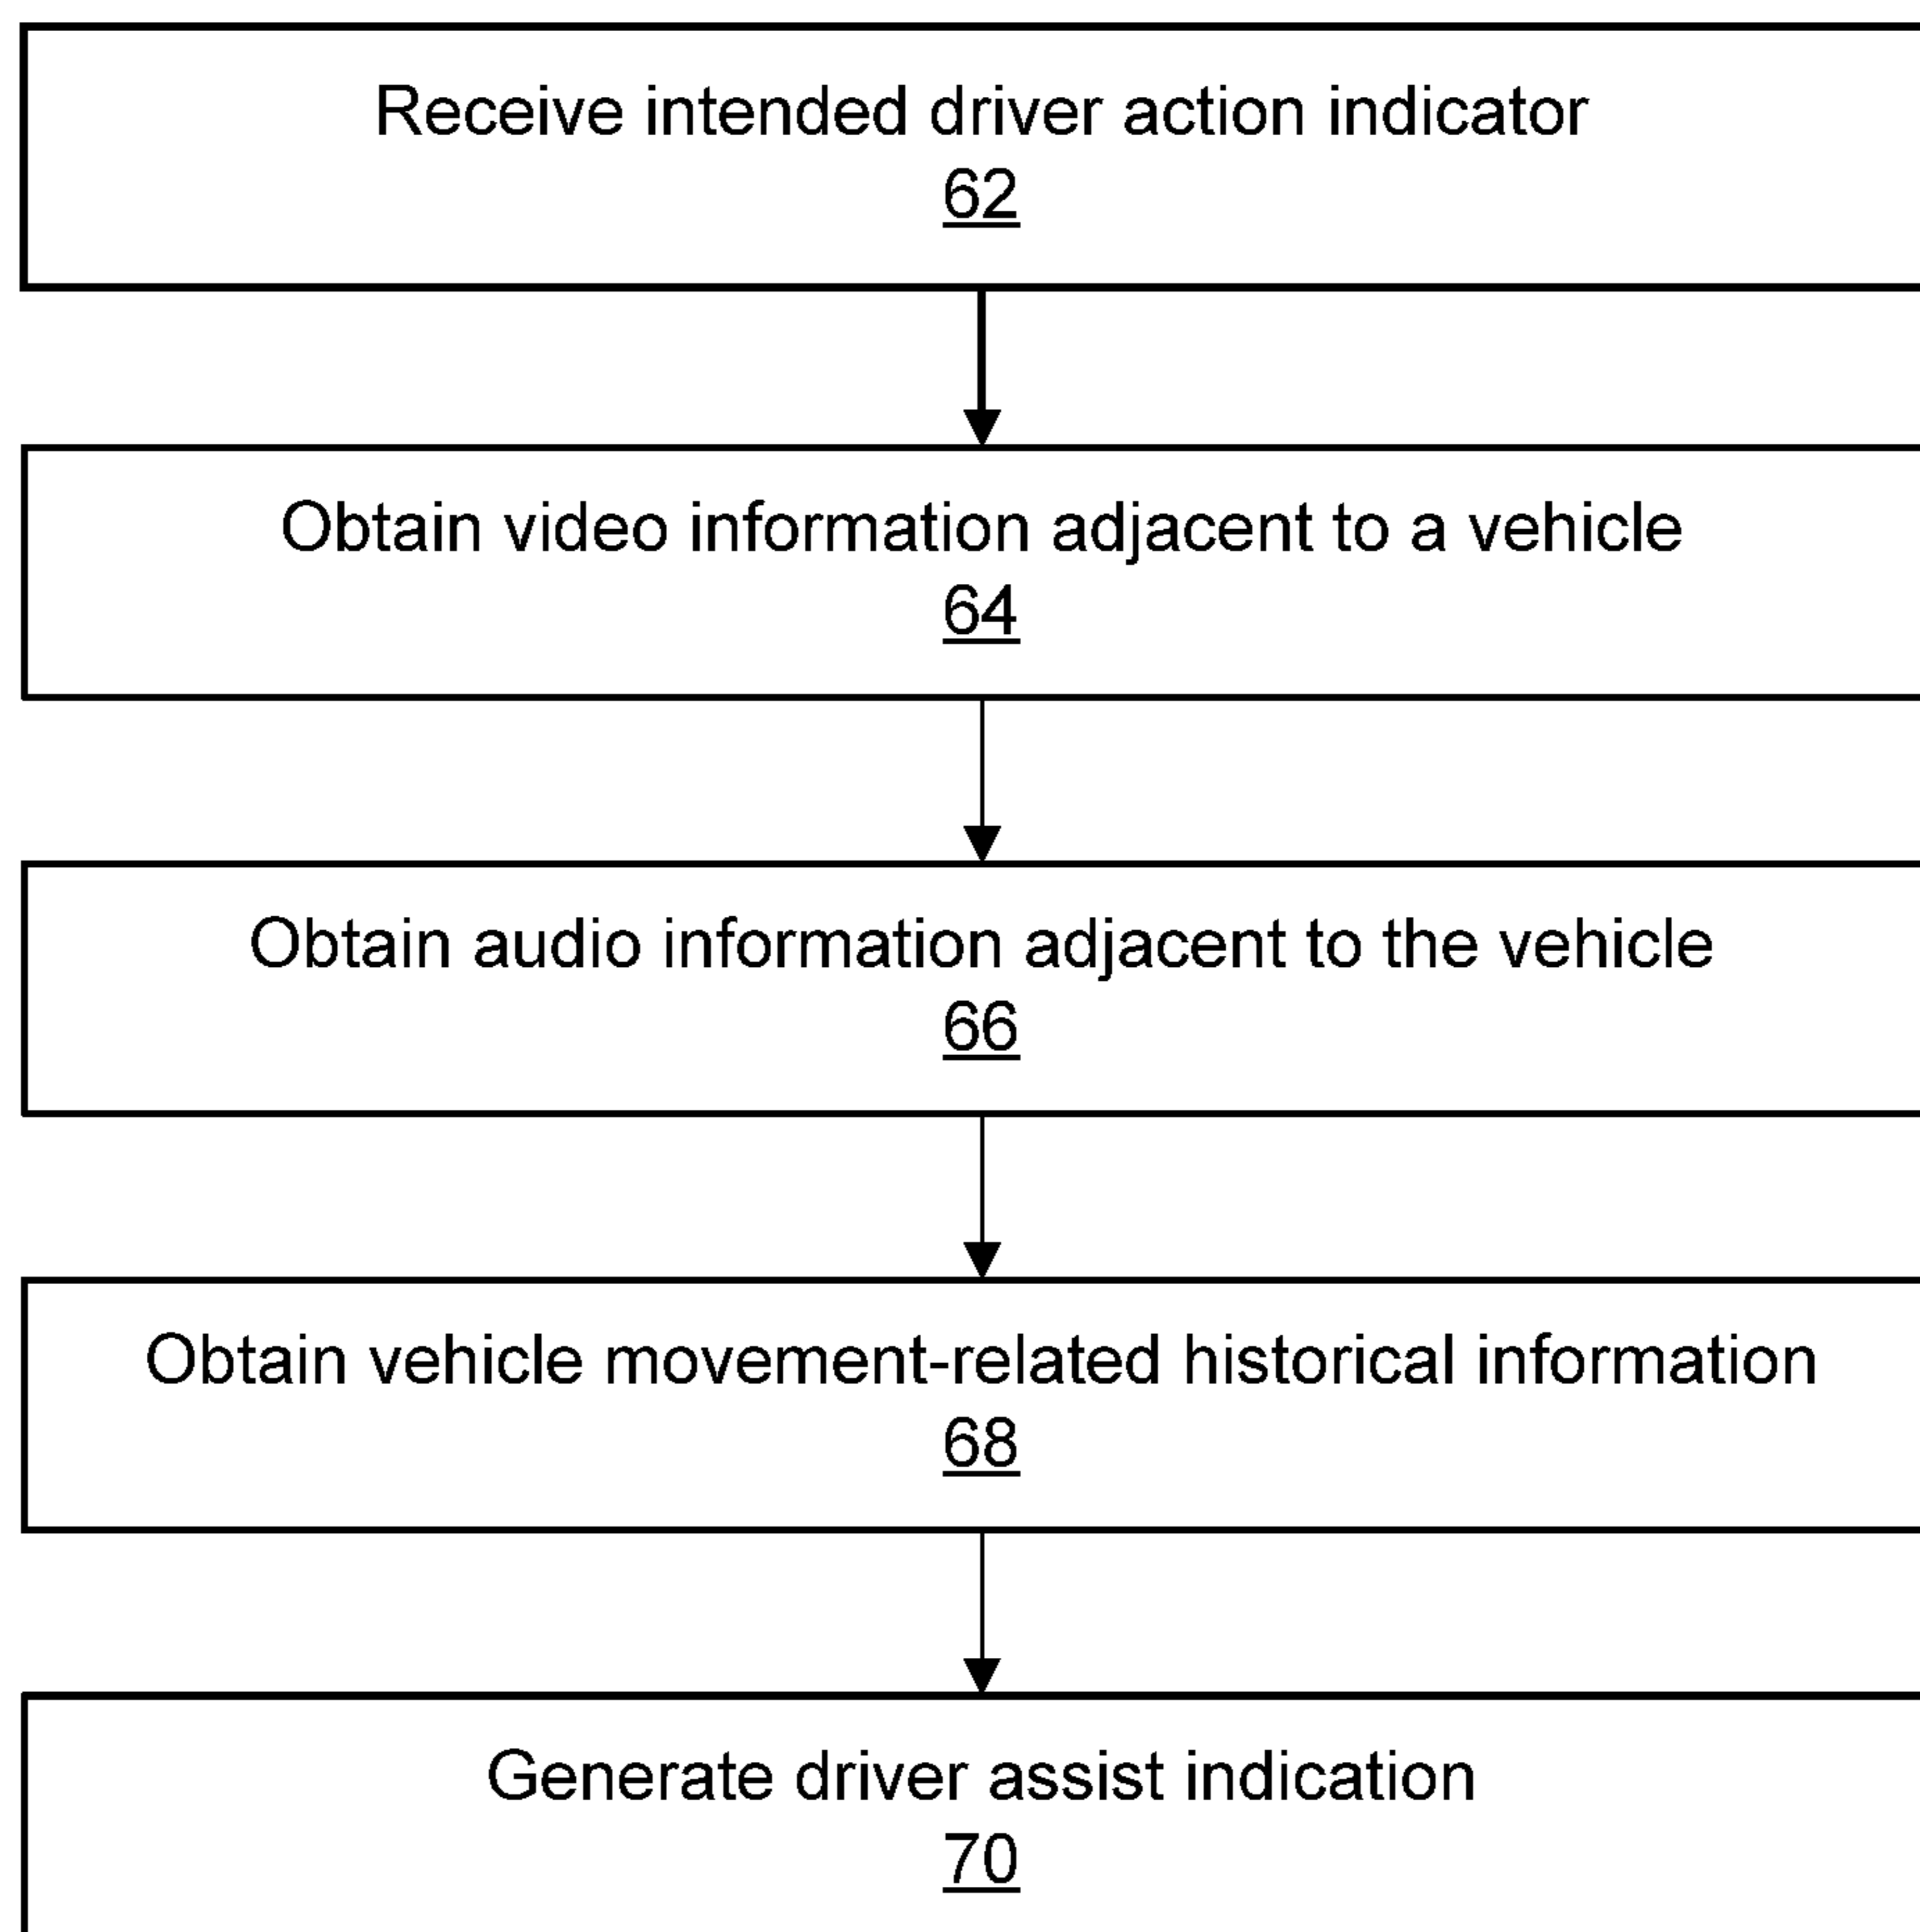 Receive intended driver action indicator
62
Obtain video information adjacent to a vehicle
64
Obtain audio information adjacent to the vehicle
66
Obtain vehicle movement-related historical information
68
Generate driver assist indication
70